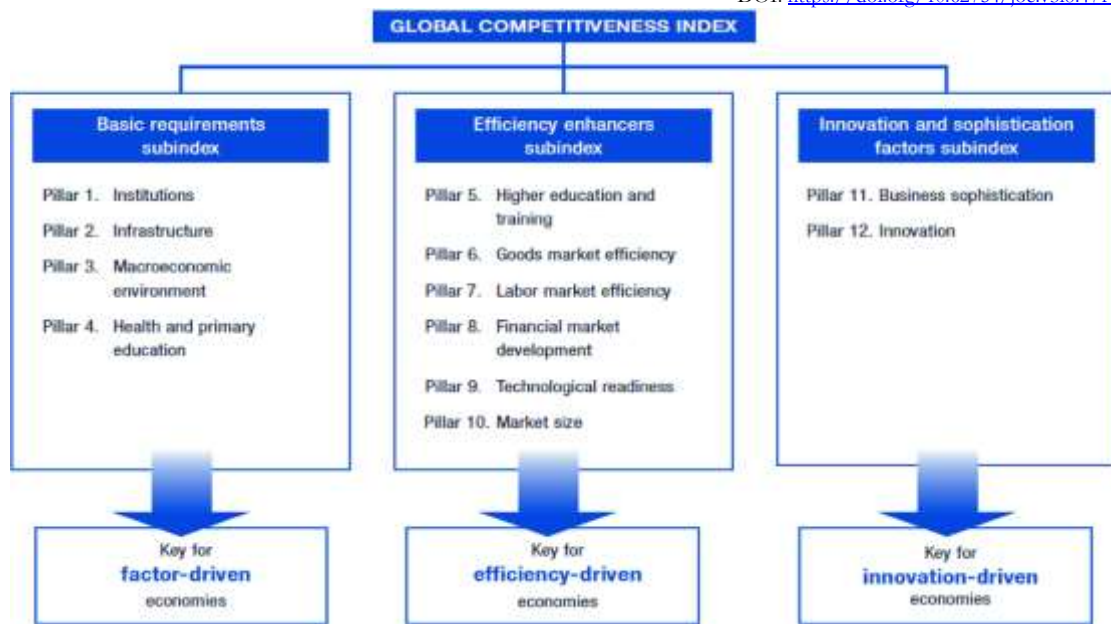 GLOBAL COMPETITIVENESS INDEX
Basic requirements
subindex
Pillar 1. Institutions
Pillar 2. Infrastructure
Pillar 3. Macroeconomic
environment
Pillar 4. Health and primary
education
Key for
factor-driven
economies
Efficiency enhancers
subindex
Pillar 5. Higher education and
training
Pillar 6. Goods market efficiency
Pillar 7. Labor market efficiency
Pillar 8. Financial market
development
Pillar 9. Technological readiness
Pillar 10. Market size
Key for
efficiency-driven
economies
Innovation and sophistication
factors subindex
Pillar 11. Business sophistication
Pillar 12. Innovation
Key for
innovation-driven
economies